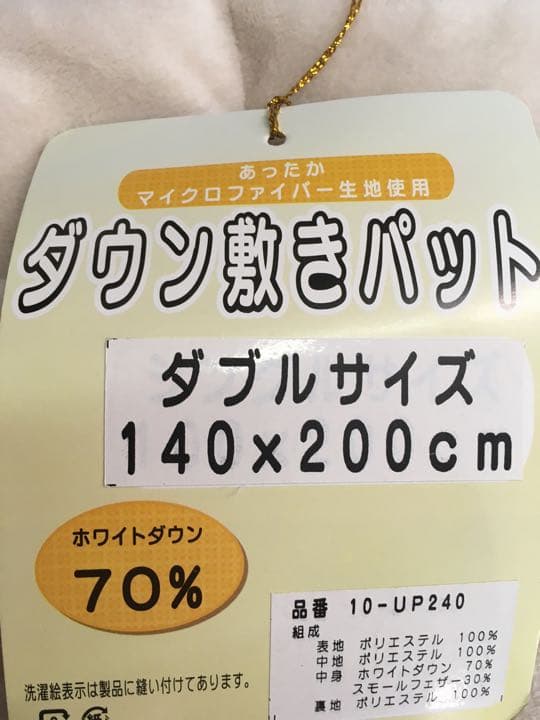 あったか
マイクロファイバー生地使用
ダウン敷きパット
ダブルサイズ
140×200cm
ホワイトダウン
70%
品番 10-UP240
組成
表地 ポリエステル 100%
中地 ポリエステル 100%
中身 ホワイトダウン 70%
スモールフェザー30%
裏地 ポリエステル 100%
洗濯絵表示は製品に縫い付けてあります。
紙